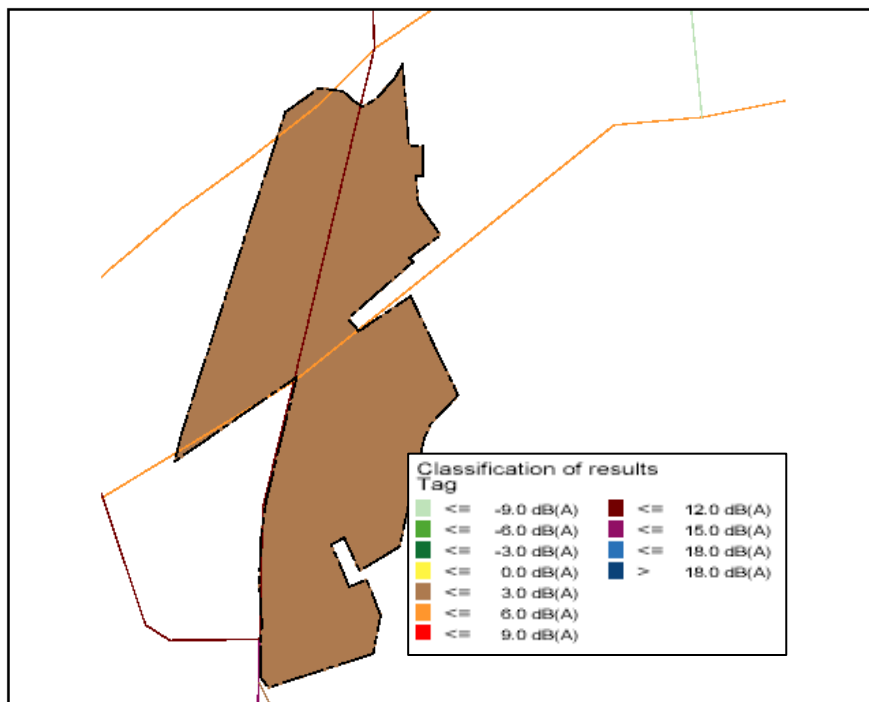 Classification of results
Tag
<= -9.0 dB(A) <= 12.0 dB(A)
<= -6.0 dB(A) <= 15.0 dB(A)
<= -3.0 dB(A) <= 18.0 dB(A)
<= 0.0 dB(A) > 18.0 dB(A)
<= 3.0 dB(A)
<= 6.0 dB(A)
<= 9.0 dB(A)